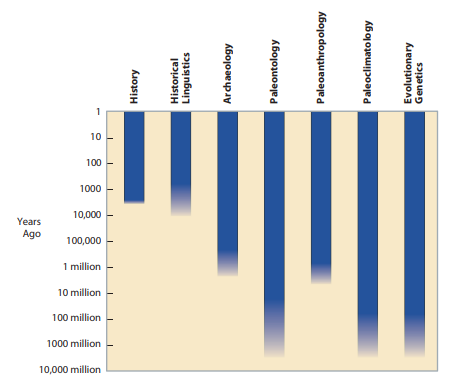 History
Historical
Linguistics
Archaeology
Paleontology
Paleoanthropology
Paleoclimatology
Evolutionary
Genetics
1
10
100
1000
10,000
100,000
1 million
10 million
100 million
1000 million
10,000 million
Years
Ago